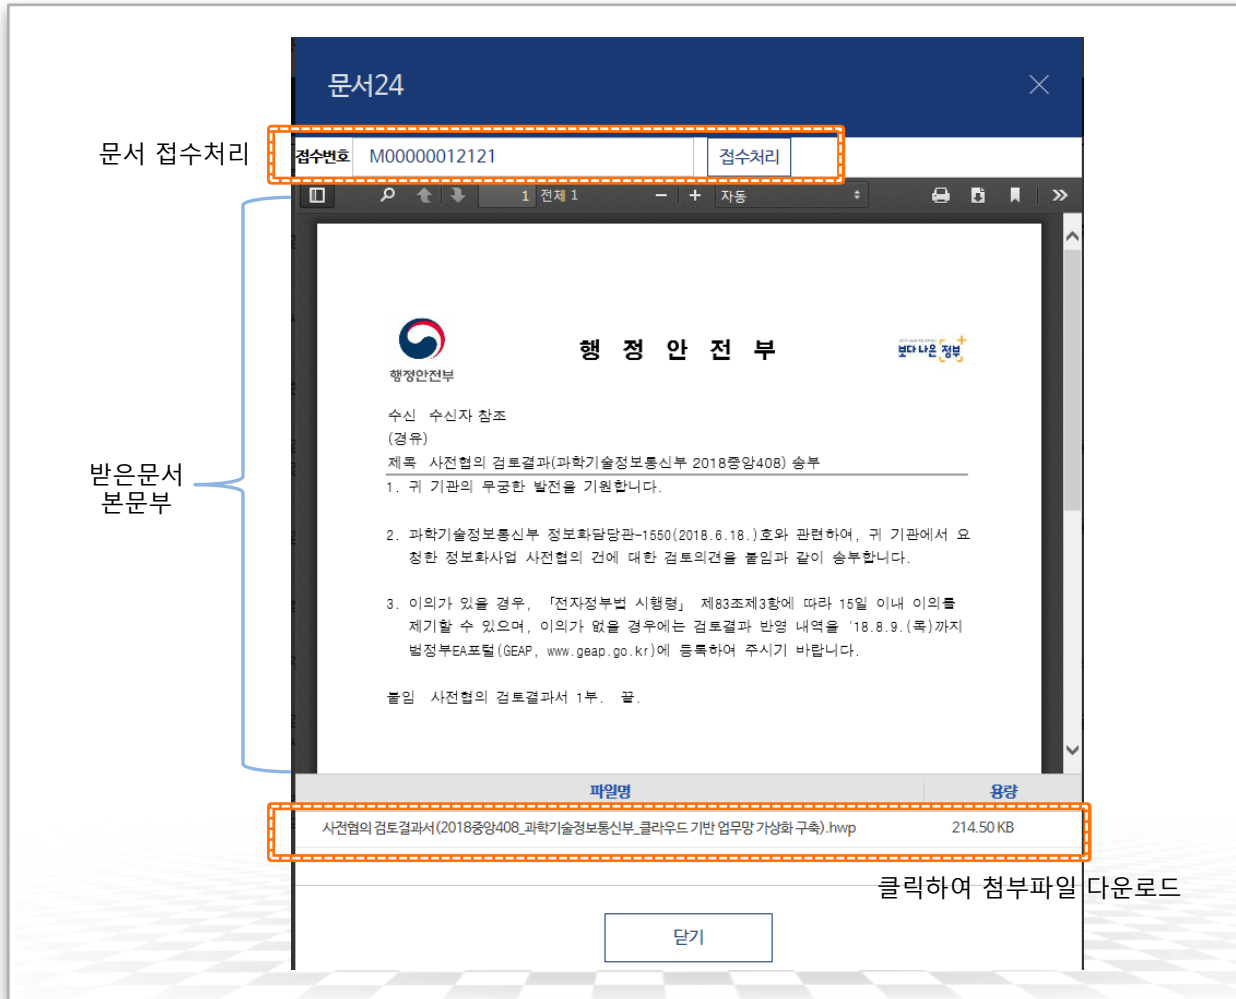 문서24
문서 접수처리
접수번호 M00000012121 접수처리
1 전체 1 자동
행정안전부
행 정 안 전 부
보다 나은 정부
수신 수신자 참조
(경유)
제목 사전협의 검토결과(과학기술정보통신부 2018중앙408) 송부
1. 귀 기관의 무궁한 발전을 기원합니다.
2. 과학기술정보통신부 정보화담당관-1550(2018.6.18.)호와 관련하여, 귀 기관에서 요
청한 정보화사업 사전협의 건에 대한 검토의견을 붙임과 같이 송부합니다.
3. 이의가 있을 경우, 「전자정부법 시행령」 제83조제3항에 따라 15일 이내 이의를
제기할 수 있으며, 이의가 없을 경우에는 검토결과 반영 내역을 '18.8.9.(목)까지
범정부EA포털(GEAP, www.geap.go.kr)에 등록하여 주시기 바랍니다.
붙임 사전협의 검토결과서 1부. 끝.
받은문서
본문부
파일명 용량
사전협의 검토결과서(2018중앙408_과학기술정보통신부_클라우드 기반 업무망 가상화 구축).hwp 214.50 KB
클릭하여 첨부파일 다운로드
닫기